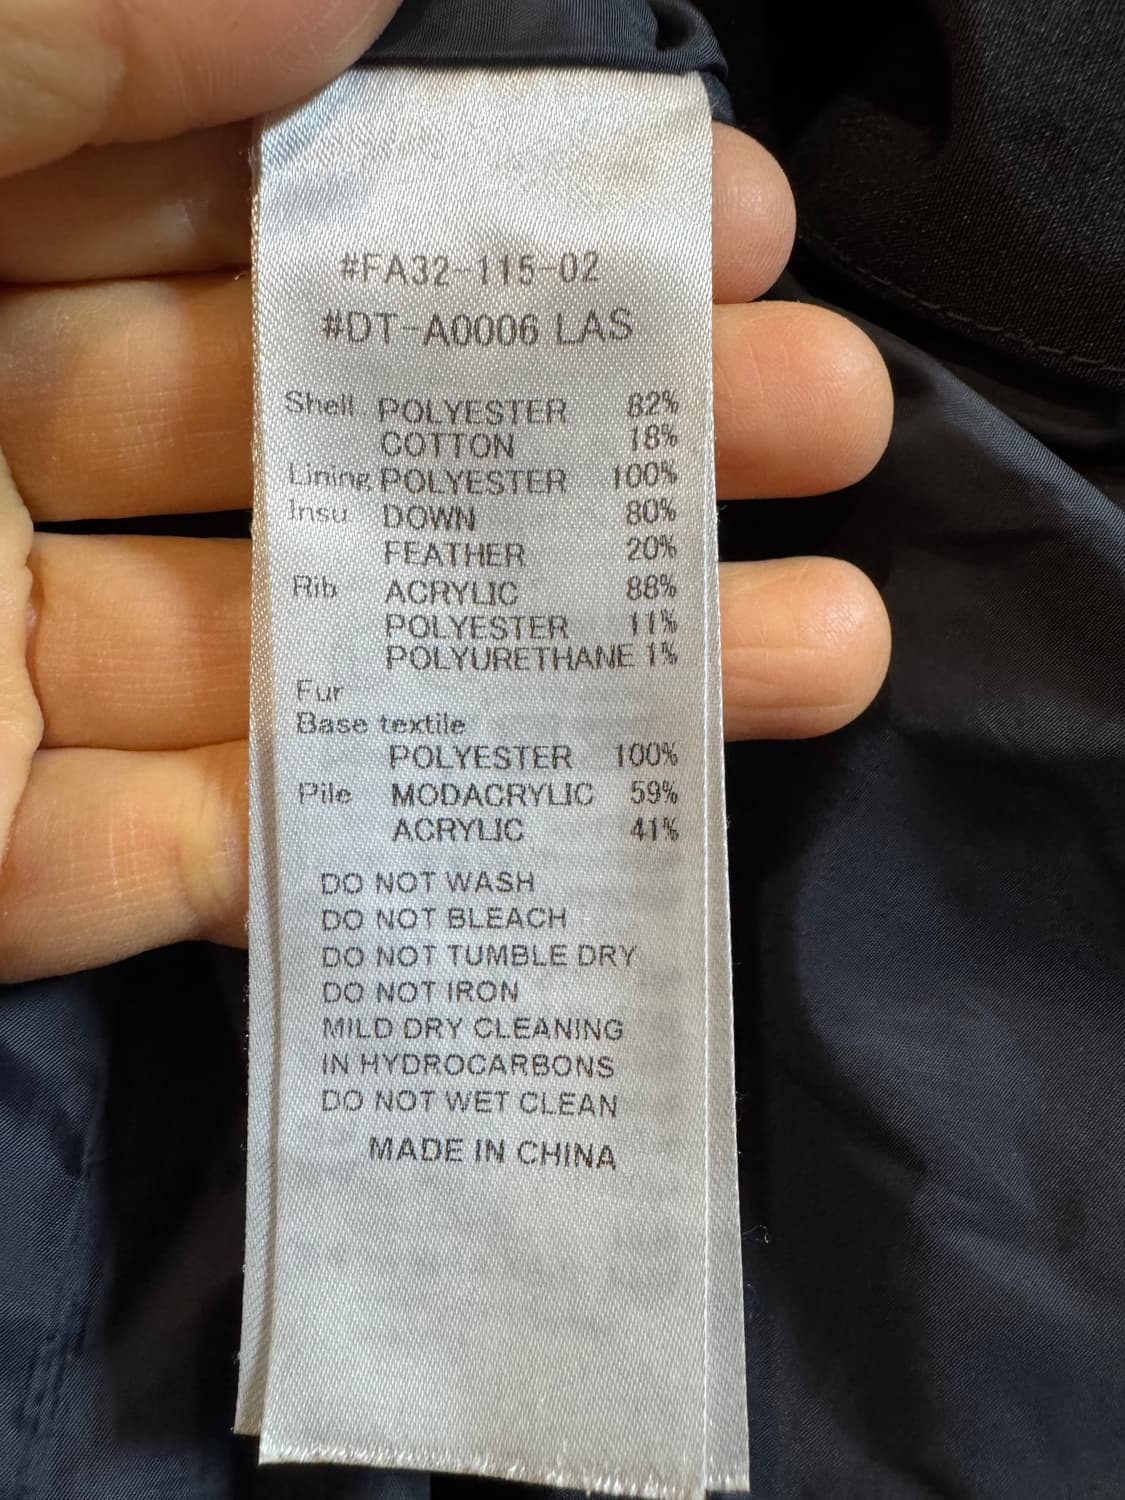 #FA32-115-02
#DT-A0006 LAS
Shell POLYESTER 82%
COTTON 18%
Lining POLYESTER 100%
Insu DOWN 80%
FEATHER 20%
Rib ACRYLIC 88%
POLYESTER 11%
POLYURETHANE 1%
Fur
Base textile
POLYESTER 100%
Pile MODACRYLIC 59%
ACRYLIC 41%
DO NOT WASH
DO NOT BLEACH
DO NOT TUMBLE DRY
DO NOT IRON
MILD DRY CLEANING
IN HYDROCARBONS
DO NOT WET CLEAN
MADE IN CHINA